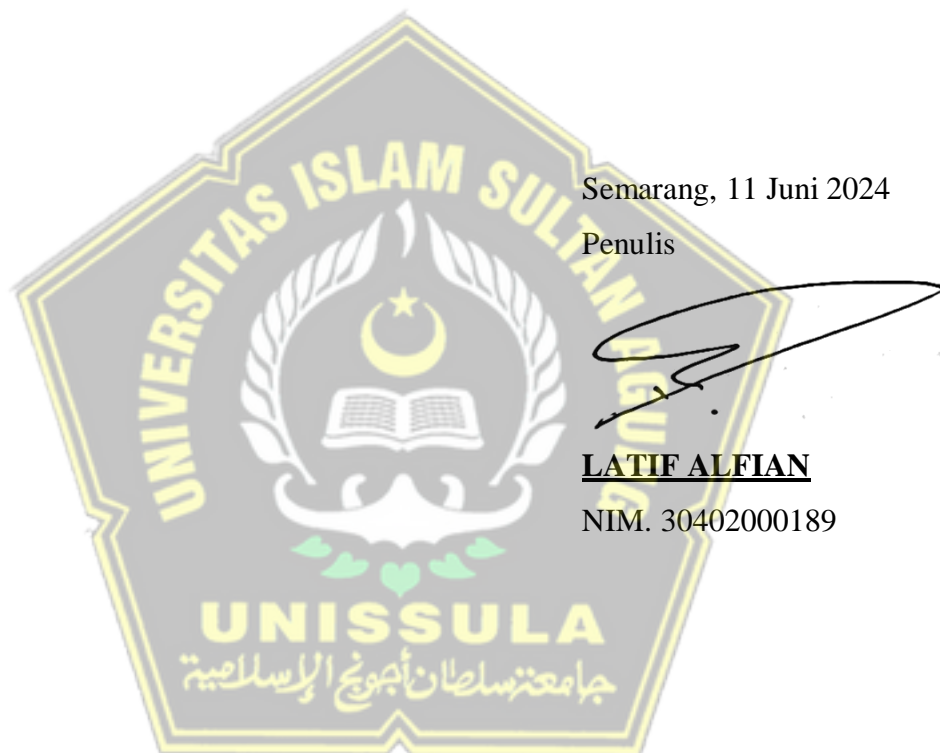 UNIVERSITAS ISLAM SULTAN AGUNG
Semarang, 11 Juni 2024
Penulis
LATIF ALFIAN
NIM. 30402000189
UNISSULA
جامعة سلطان أجونج الإسلامية